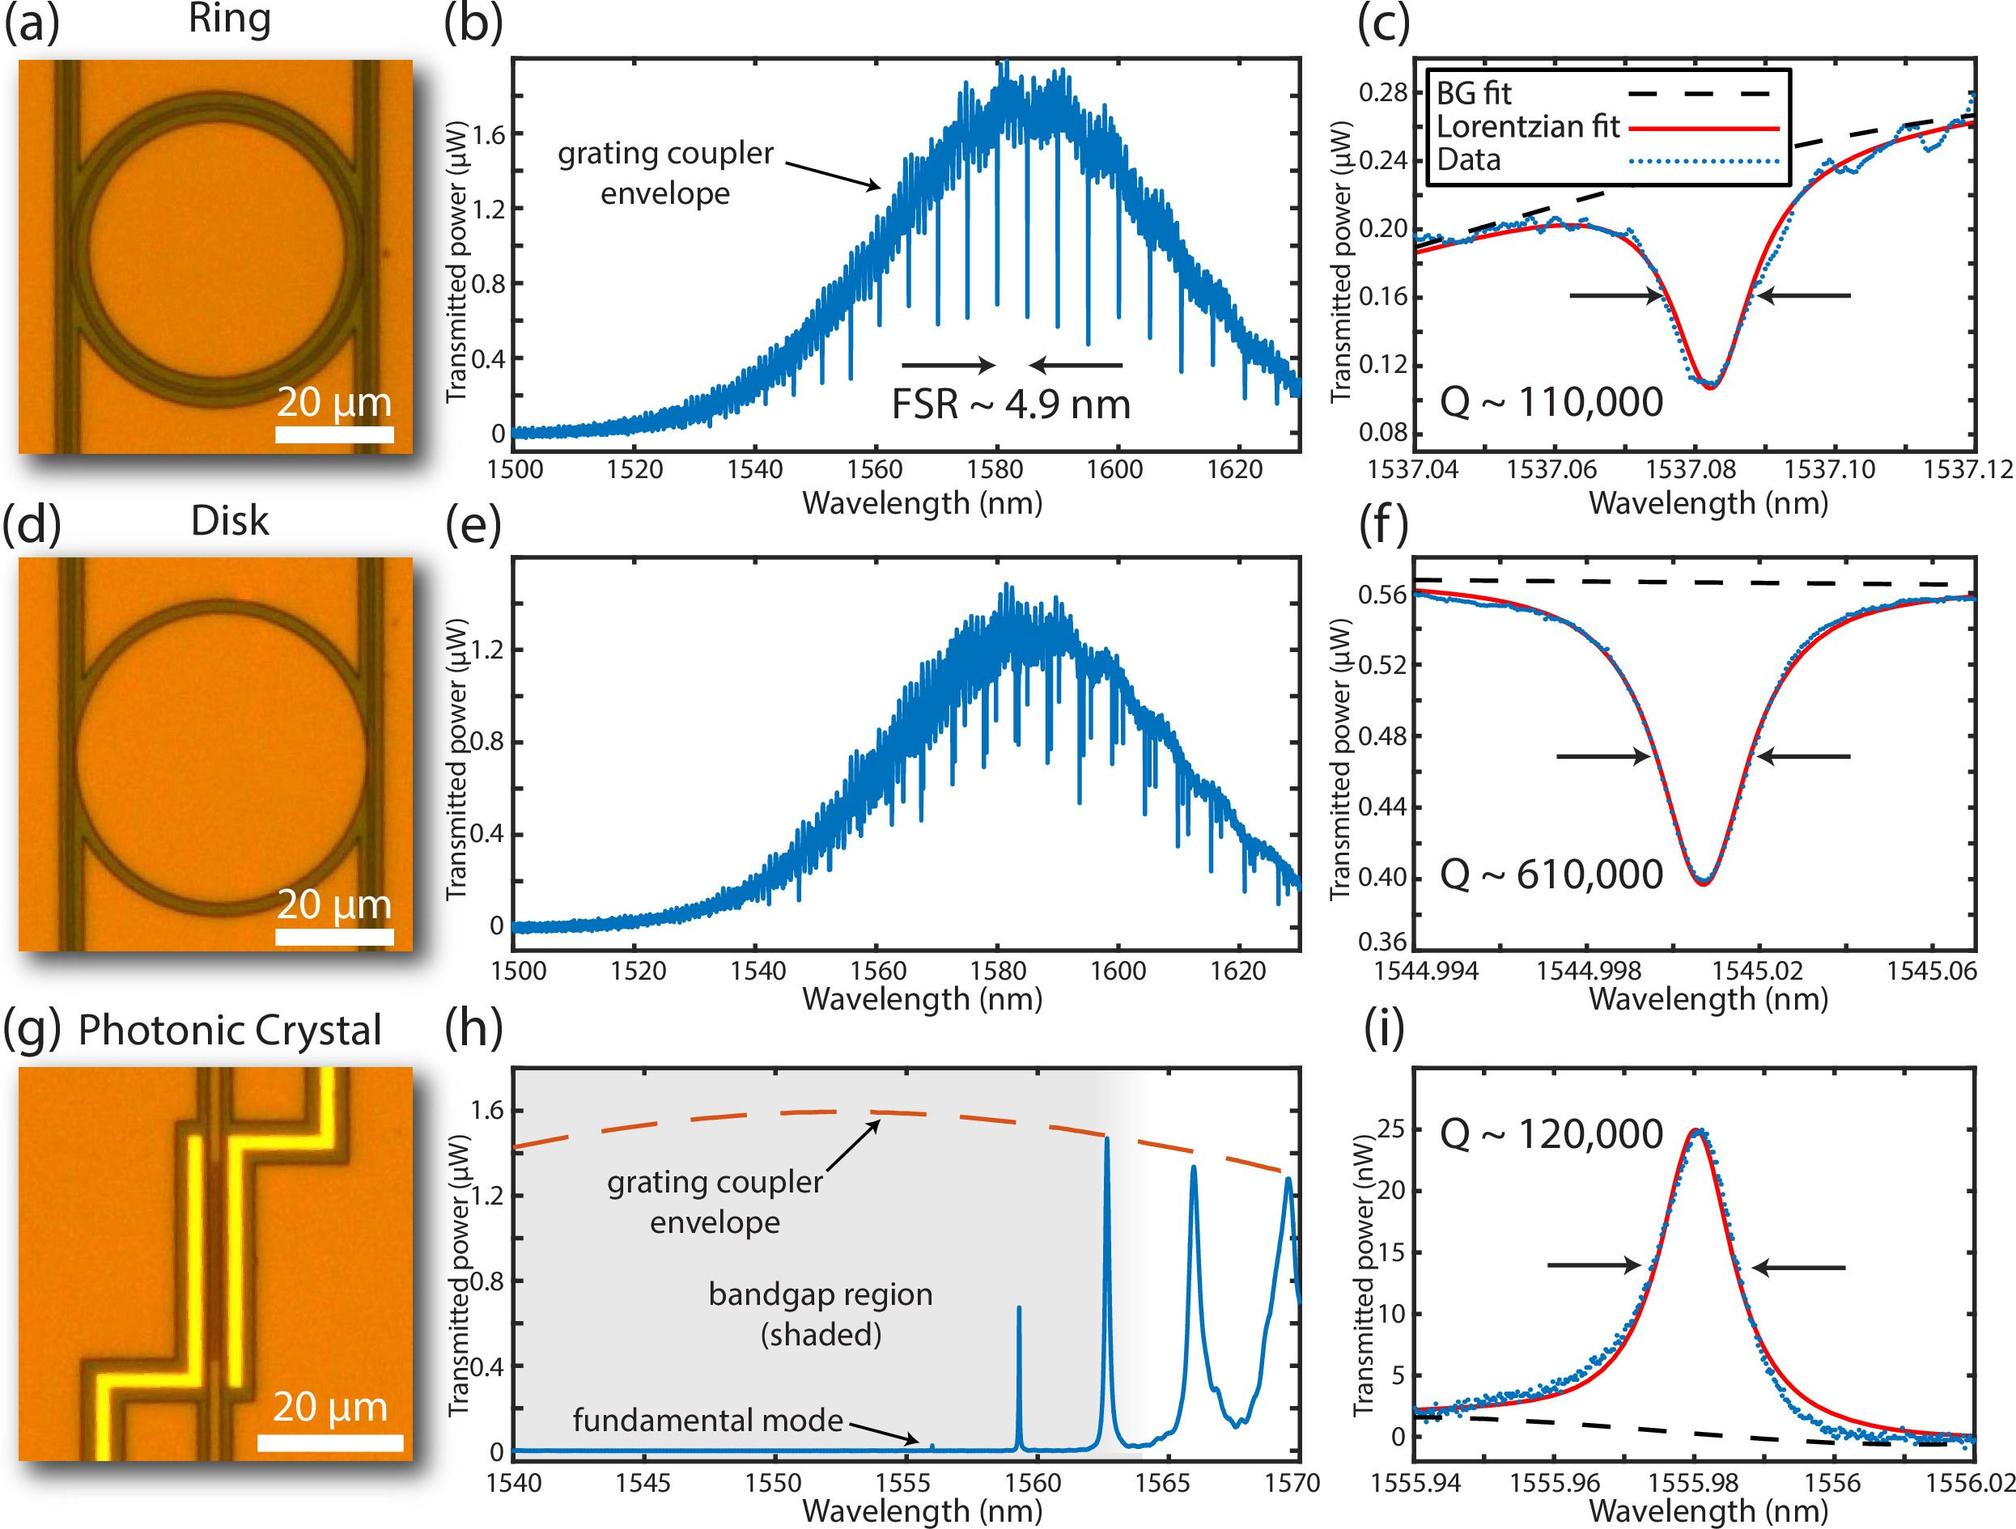 (a) Ring
20 µm
(b)
Transmitted power (µW)
1.6
1.2
0.8
0.4
0
grating coupler
envelope
FSR ~ 4.9 nm
1500 1520 1540 1560 1580 1600 1620
Wavelength (nm)
(c)
Transmitted power (µW)
0.28
0.24
0.20
0.16
0.12
0.08
BG fit
Lorentzian fit
Data
Q ~ 110,000
1537.04 1537.06 1537.08 1537.10 1537.12
Wavelength (nm)
(d) Disk
20 µm
(e)
Transmitted power (µW)
1.2
0.8
0.4
0
1500 1520 1540 1560 1580 1600 1620
Wavelength (nm)
(f)
Transmitted power (µW)
0.56
0.52
0.48
0.44
0.40
0.36
Q ~ 610,000
1544.994 1544.998 1545.02 1545.06
Wavelength (nm)
(g) Photonic Crystal
20 µm
(h)
Transmitted power (µW)
1.6
1.2
0.8
0.4
0
grating coupler
envelope
bandgap region
(shaded)
fundamental mode
1540 1545 1550 1555 1560 1565 1570
Wavelength (nm)
(i)
Transmitted power (nW)
25
20
15
10
5
0
Q ~ 120,000
1555.94 1555.96 1555.98 1556 1556.02
Wavelength (nm)